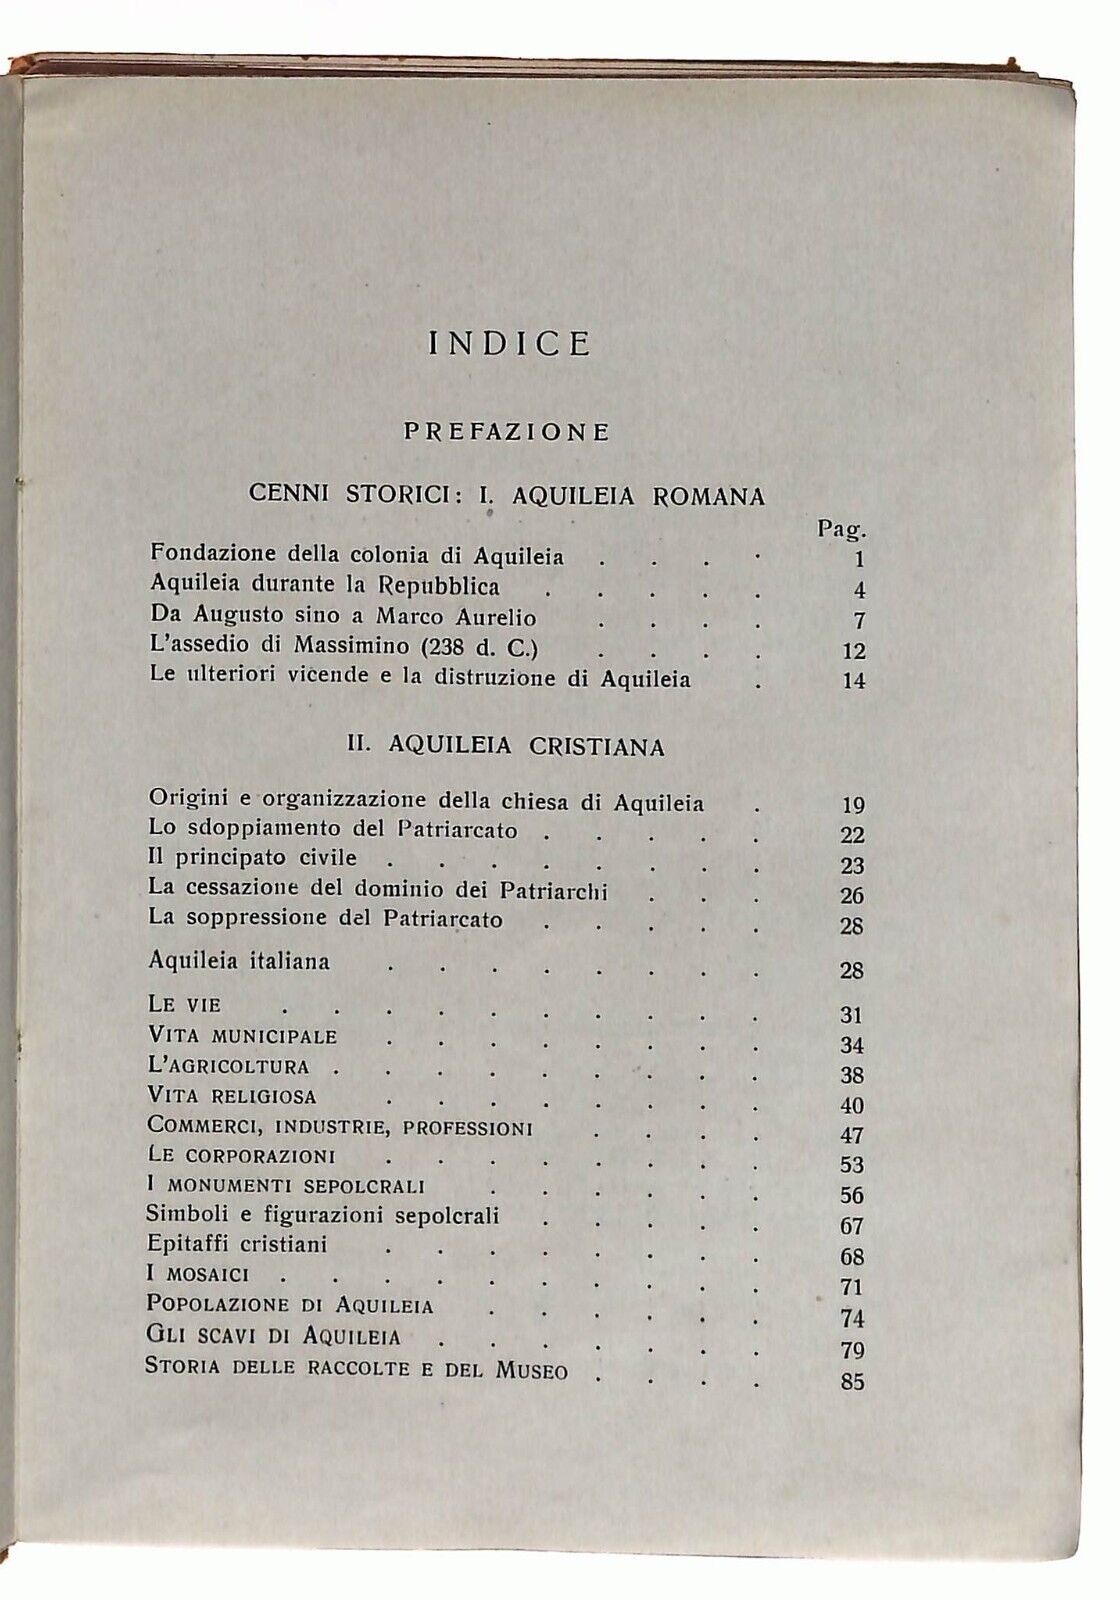 INDICE
PREFAZIONE
CENNI STORICI: I. AQUILEIA ROMANA
Pag.
Fondazione della colonia di Aquileia . . . . 1
Aquileia durante la Repubblica . . . . . 4
Da Augusto sino a Marco Aurelio . . . . 7
L'assedio di Massimino (238 d. C.) . . . . 12
Le ulteriori vicende e la distruzione di Aquileia . 14
II. AQUILEIA CRISTIANA
Origini e organizzazione della chiesa di Aquileia . 19
Lo sdoppiamento del Patriarcato . . . . . 22
Il principato civile . . . . . . . . 23
La cessazione del dominio dei Patriarchi . . . 26
La soppressione del Patriarcato . . . . . 28
Aquileia italiana . . . . . . . . 28
LE VIE . . . . . . . . . . 31
VITA MUNICIPALE . . . . . . . . 34
L'AGRICOLTURA . . . . . . . . . 38
VITA RELIGIOSA . . . . . . . . 40
COMMERCI, INDUSTRIE, PROFESSIONI . . . . 47
LE CORPORAZIONI . . . . . . . . 53
I MONUMENTI SEPOLCRALI . . . . . . 56
Simboli e figurazioni sepolcrali . . . . . 67
Epitaffi cristiani . . . . . . . . 68
I MOSAICI . . . . . . . . . . 71
POPOLAZIONE DI AQUILEIA . . . . . . 74
GLI SCAVI DI AQUILEIA . . . . . . . 79
STORIA DELLE RACCOLTE E DEL MUSEO . . . . 85